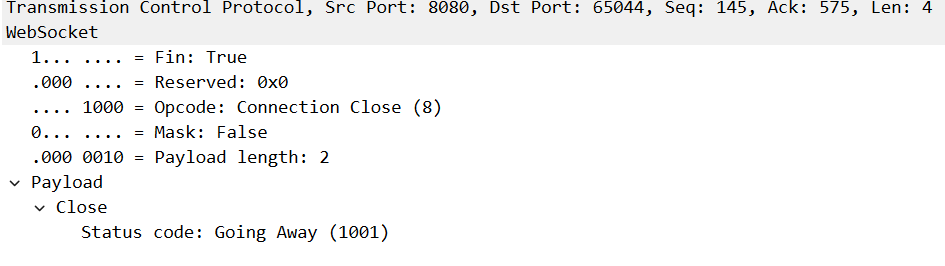 Transmission Control Protocol, Src Port: 8080, Dst Port: 65044, Seq: 145, Ack: 575, Len: 4
WebSocket
1... .... = Fin: True
.000 .... = Reserved: 0x0
.... 1000 = Opcode: Connection Close (8)
0... .... = Mask: False
.000 0010 = Payload length: 2
Payload
Close
Status code: Going Away (1001)